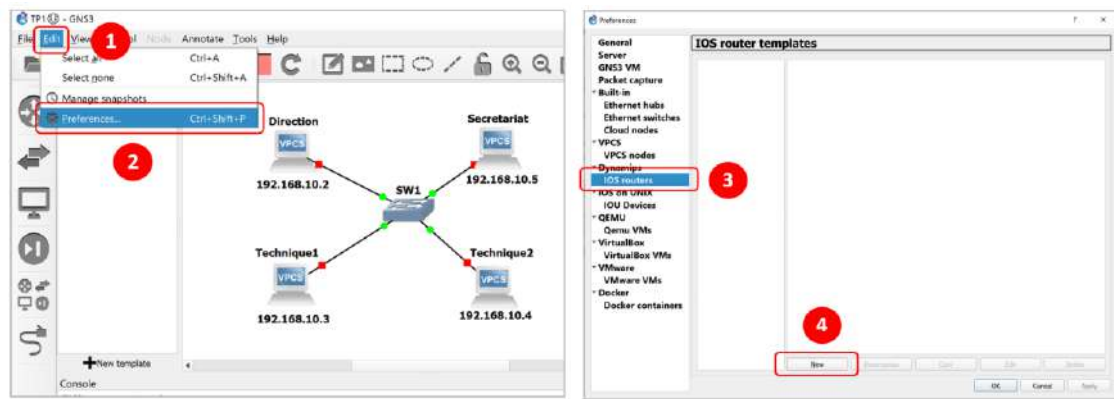 TP1 - GNS3
File Edit View Control Node Annotate Tools Help
1
Select all Ctrl+A
Select none Ctrl+Shift+A
Manage snapshots
Preferences... Ctrl+Shift+P
2
Direction
VPCS
192.168.10.2
Secretariat
VPCS
192.168.10.5
SW1
Technique1
VPCS
192.168.10.3
Technique2
VPCS
192.168.10.4
New template
Console
Preferences
General
Server
GNS3 VM
Packet capture
Built-in
Ethernet hubs
Ethernet switches
Cloud nodes
VPCS
VPCS nodes
Dynamips
IOS routers
IOS on UNIX
IOU Devices
QEMU
Qemu VMs
VirtualBox
VirtualBox VMs
VMware
VMware VMs
Docker
Docker containers
3
IOS router templates
4
New
Edit
Delete
OK Cancel Apply